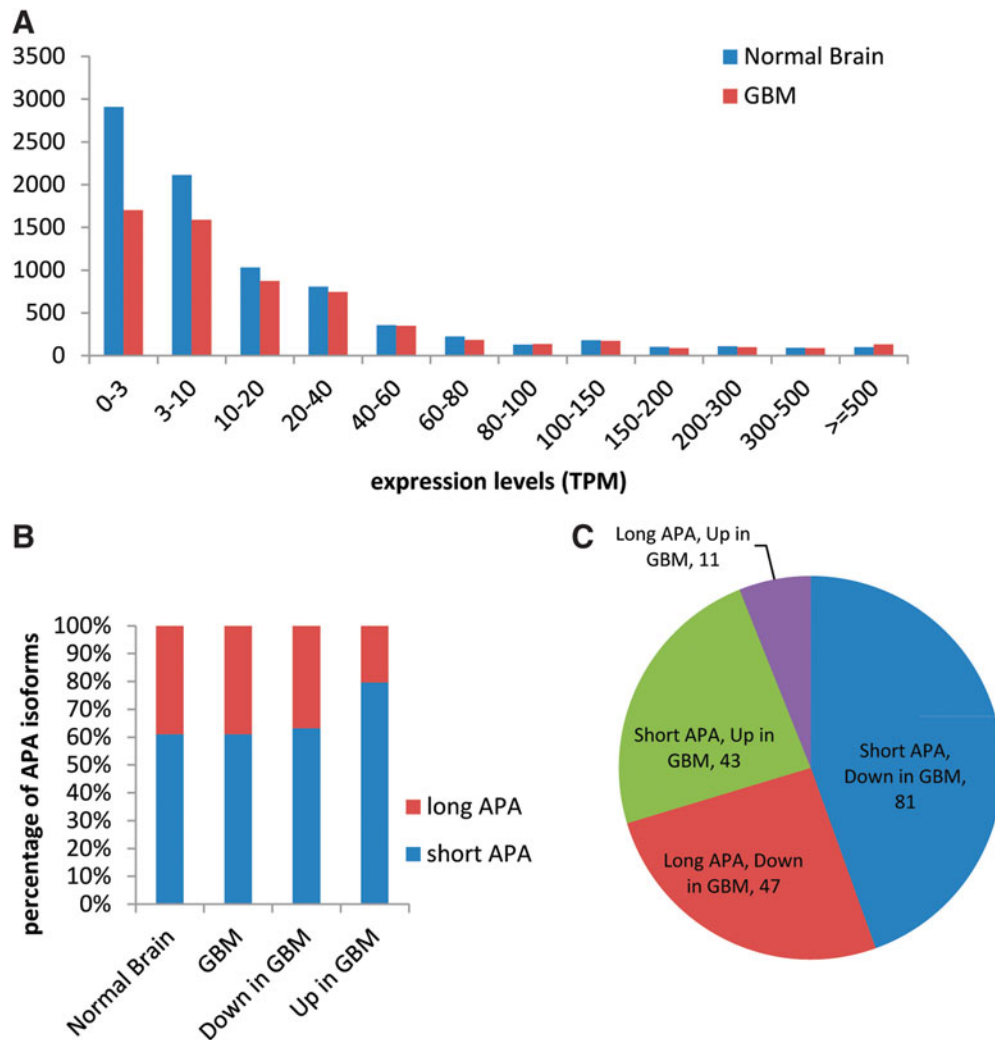 A
3500
3000
2500
2000
1500
1000
500
0
Normal Brain
GBM
0-3
3-10
10-20
20-40
40-60
60-80
80-100
100-150
150-200
200-300
300-500
>=500
expression levels (TPM)
B
percentage of APA isoforms
100%
90%
80%
70%
60%
50%
40%
30%
20%
10%
0%
long APA
short APA
Normal Brain
GBM
Down in GBM
Up in GBM
C
Long APA, Up in
GBM, 11
Short APA, Up in
GBM, 43
Short APA,
Down in GBM,
81
Long APA, Down
in GBM, 47